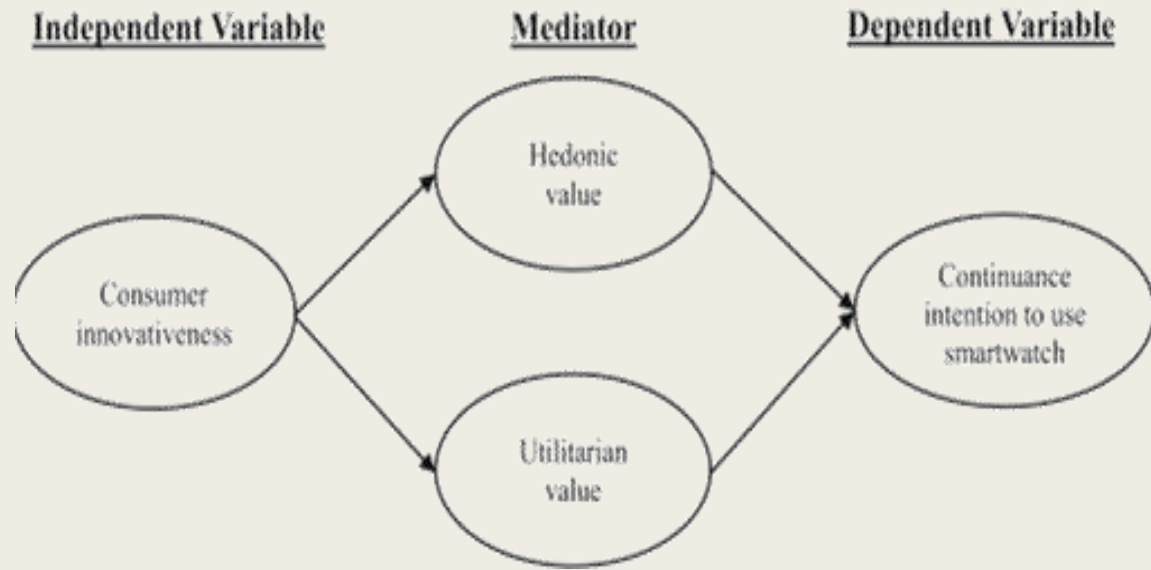 Independent Variable
Mediator
Dependent Variable
Hedonic
value
Consumer
innovativeness
Continuance
intention to use
smartwatch
Utilitarian
value